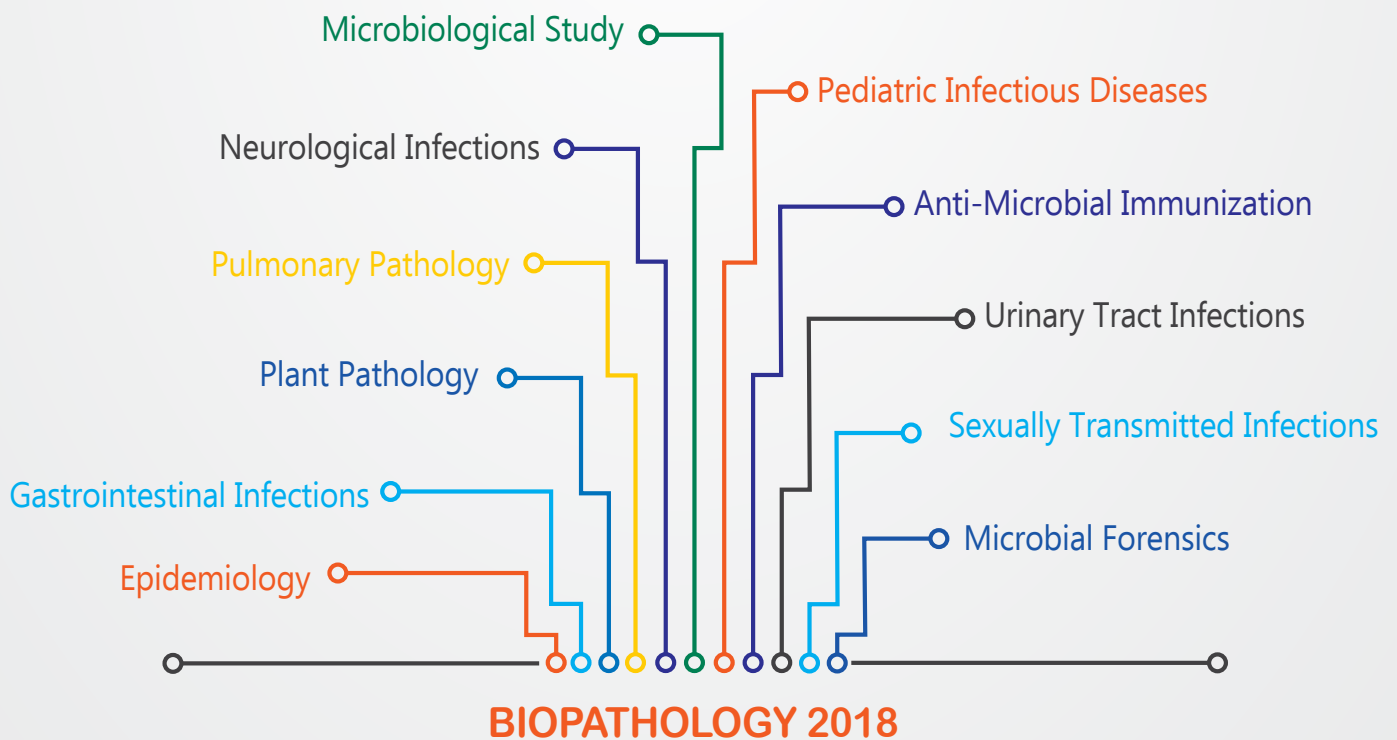 Microbiological Study
Pediatric Infectious Diseases
Neurological Infections
Anti-Microbial Immunization
Pulmonary Pathology
Urinary Tract Infections
Plant Pathology
Sexually Transmitted Infections
Gastrointestinal Infections
Microbial Forensics
Epidemiology
BIOPATHOLOGY 2018